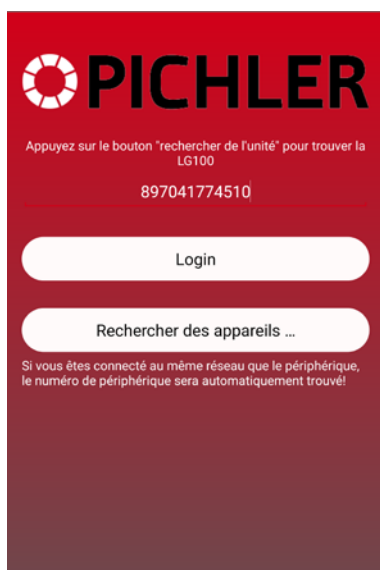 PICHLER
Appuyez sur le bouton "rechercher de l'unité" pour trouver la
LG100
897041774510
Login
Rechercher des appareils ...
Si vous êtes connecté au même réseau que le périphérique,
le numéro de périphérique sera automatiquement trouvé!